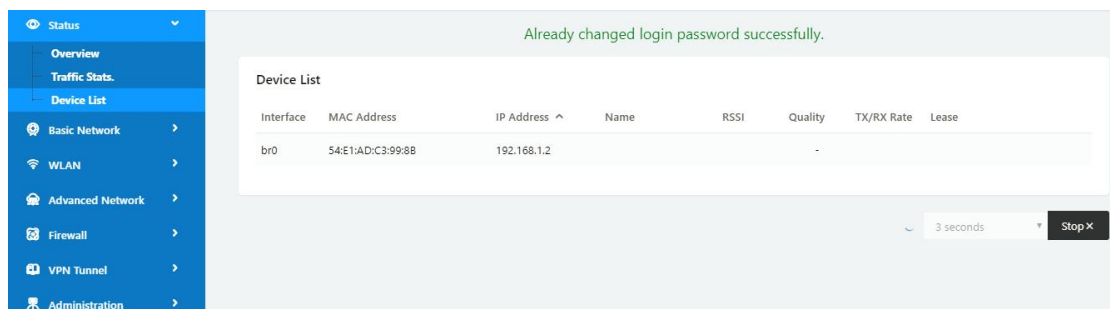 Status
Already changed login password successfully.
Overview
Traffic Stats.
Device List
Device List
Interface MAC Address IP Address Name RSSI Quality TX/RX Rate Lease
br0 54:E1:AD:C3:99:8B 192.168.1.2 -
Basic Network
WLAN
Advanced Network
Firewall
3 seconds Stop ×
VPN Tunnel
Administration